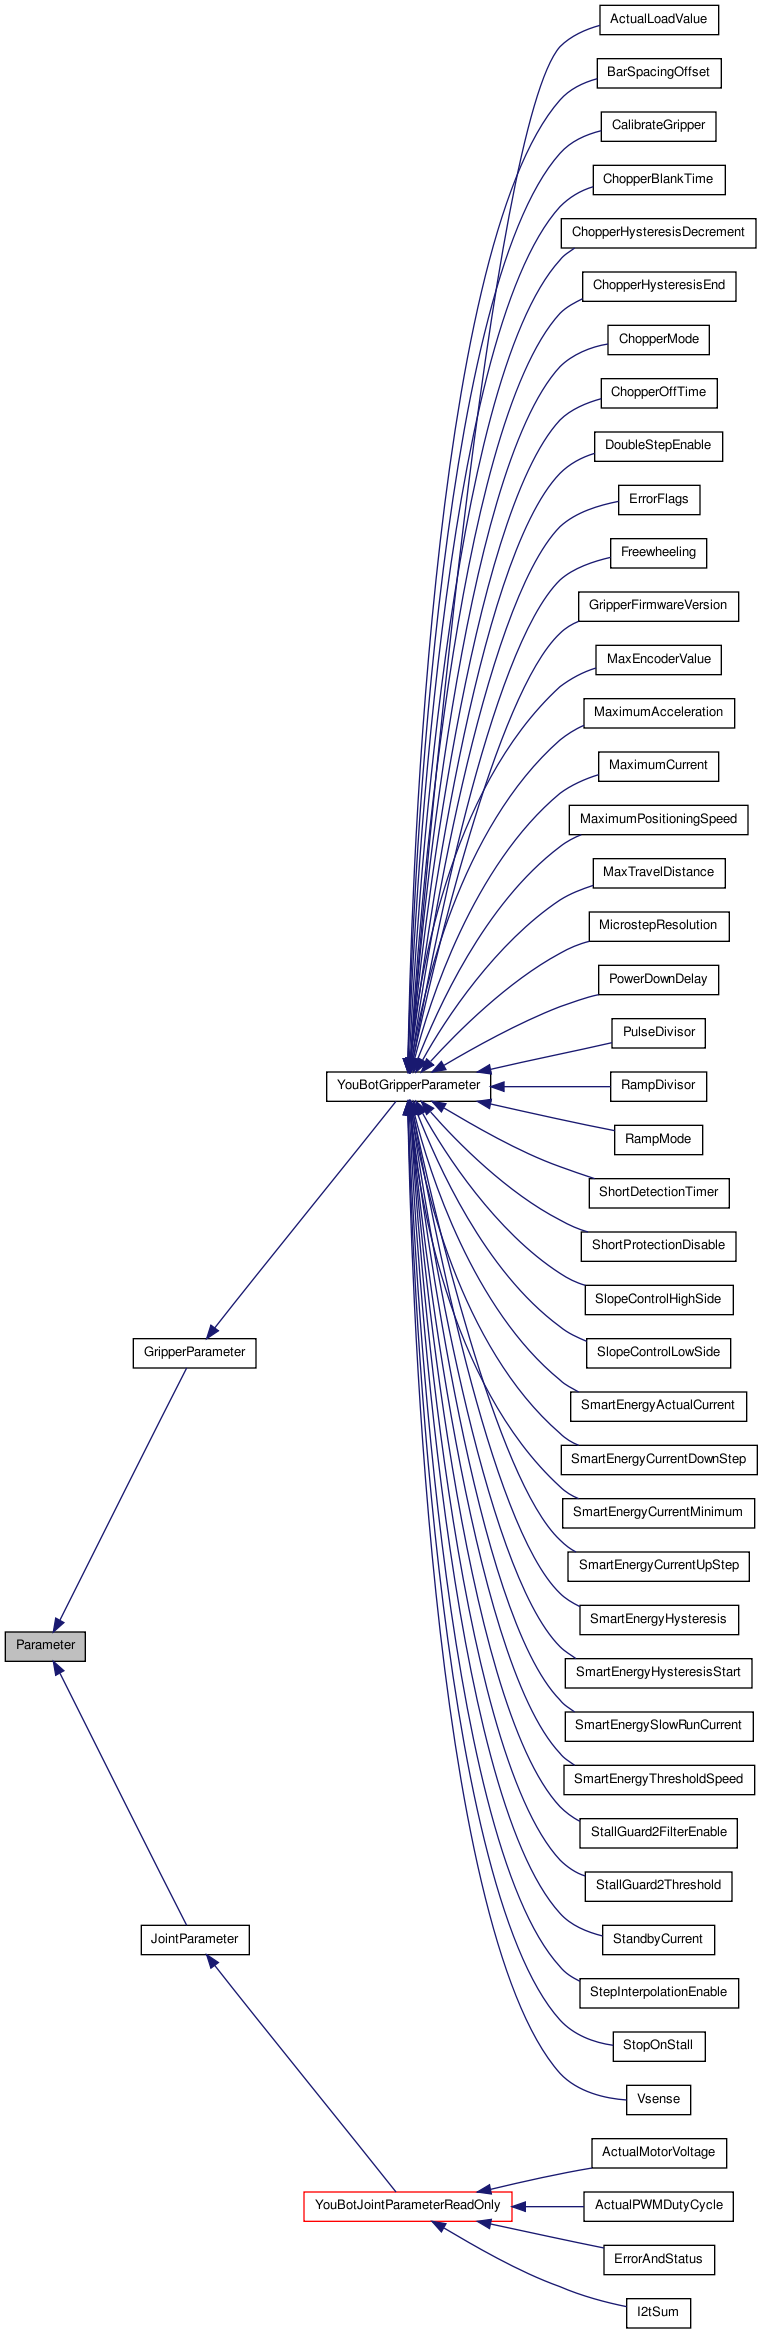 ActualLoadValue
BarSpacingOffset
CalibrateGripper
ChopperBlankTime
ChopperHysteresisDecrement
ChopperHysteresisEnd
ChopperMode
ChopperOffTime
DoubleStepEnable
ErrorFlags
Freewheeling
GripperFirmwareVersion
MaxEncoderValue
MaximumAcceleration
MaximumCurrent
MaximumPositioningSpeed
MaxTravelDistance
MicrostepResolution
PowerDownDelay
PulseDivisor
YouBotGripperParameter
RampDivisor
RampMode
ShortDetectionTimer
ShortProtectionDisable
SlopeControlHighSide
GripperParameter
SlopeControlLowSide
SmartEnergyActualCurrent
SmartEnergyCurrentDownStep
SmartEnergyCurrentMinimum
SmartEnergyCurrentUpStep
SmartEnergyHysteresis
Parameter
SmartEnergyHysteresisStart
SmartEnergySlowRunCurrent
SmartEnergyThresholdSpeed
StallGuard2FilterEnable
StallGuard2Threshold
JointParameter
StandbyCurrent
StepInterpolationEnable
StopOnStall
Vsense
ActualMotorVoltage
YouBotJointParameterReadOnly
ActualPWMDutyCycle
ErrorAndStatus
I2tSum